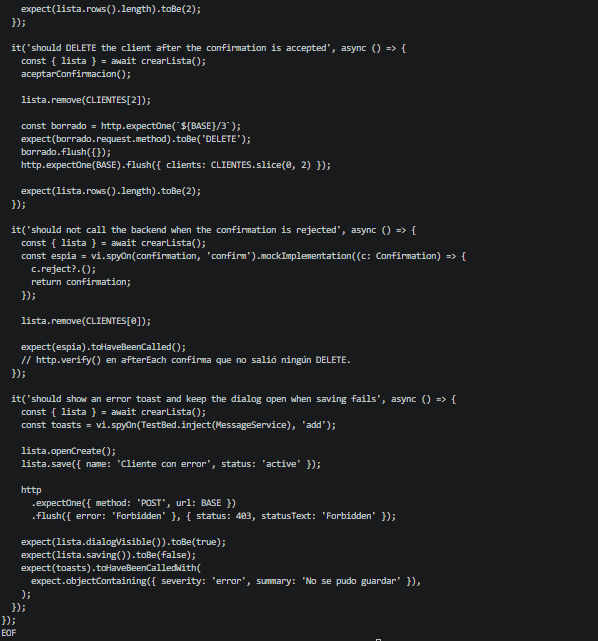 expect(lista.rows().length).toBe(2);
  });

  it('should DELETE the client after the confirmation is accepted', async () => {
    const { lista } = await crearLista();
    aceptarConfirmacion();

    lista.remove(CLIENTES[2]);

    const borrado = http.expectOne(`${BASE}/3`);
    expect(borrado.request.method).toBe('DELETE');
    borrado.flush({});
    http.expectOne(BASE).flush({ clients: CLIENTES.slice(0, 2) });

    expect(lista.rows().length).toBe(2);
  });

  it('should not call the backend when the confirmation is rejected', async () => {
    const { lista } = await crearLista();
    const espia = vi.spyOn(confirmation, 'confirm').mockImplementation((c: Confirmation) => {
      c.reject?.();
      return confirmation;
    });

    lista.remove(CLIENTES[0]);

    expect(espia).toHaveBeenCalled();
    // http.verify() en afterEach confirma que no salió ningún DELETE.
  });

  it('should show an error toast and keep the dialog open when saving fails', async () => {
    const { lista } = await crearLista();
    const toasts = vi.spyOn(TestBed.inject(MessageService), 'add');

    lista.openCreate();
    lista.save({ name: 'Cliente con error', status: 'active' });

    http
      .expectOne({ method: 'POST', url: BASE })
      .flush({ error: 'Forbidden' }, { status: 403, statusText: 'Forbidden' });

    expect(lista.dialogVisible()).toBe(true);
    expect(lista.saving()).toBe(false);
    expect(toasts).toHaveBeenCalledWith(
      expect.objectContaining({ severity: 'error', summary: 'No se pudo guardar' }),
    );
  });
});
EOF